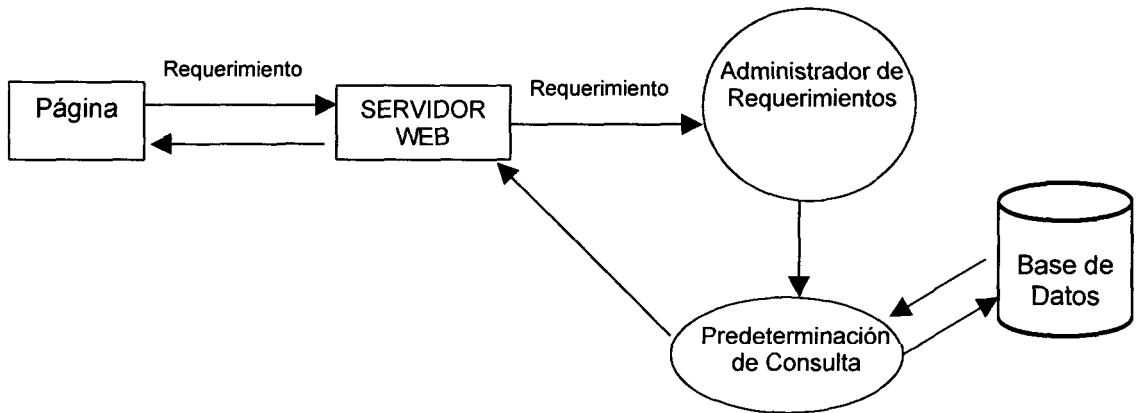 Requerimiento
Página
SERVIDOR
WEB
Requerimiento
Administrador de
Requerimientos
Base de
Datos
Predeterminación
de Consulta